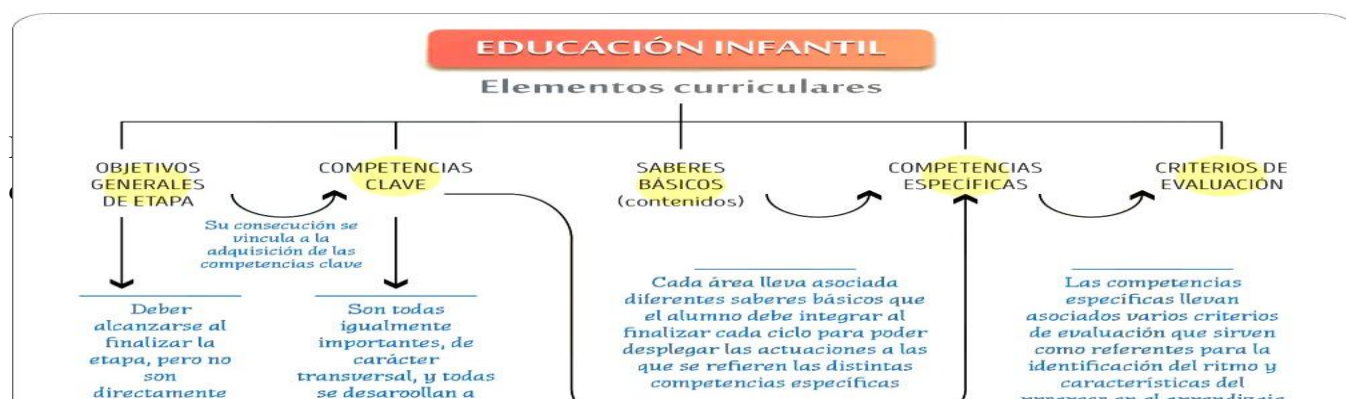 EDUCACIÓN INFANTIL
Elementos curriculares
OBJETIVOS
GENERALES
DE ETAPA
COMPETENCIAS
CLAVE
SABERES
BÁSICOS
(contenidos)
COMPETENCIAS
ESPECÍFICAS
CRITERIOS DE
EVALUACIÓN
Su consecución se
vincula a la
adquisición de las
competencias clave
Deber
alcanzarse al
finalizar la
etapa, pero no
son
directamente
Son todas
igualmente
importantes, de
carácter
transversal, y todas
se desaroollan a
Cada área lleva asociada
diferentes saberes básicos que
el alumno debe integrar al
finalizar cada ciclo para poder
desplegar las actuaciones a las
que se refieren las distintas
competencias específicas
Las competencias
específicas llevan
asociados varios criterios
de evaluación que sirven
como referentes para la
identificación del ritmo y
características del